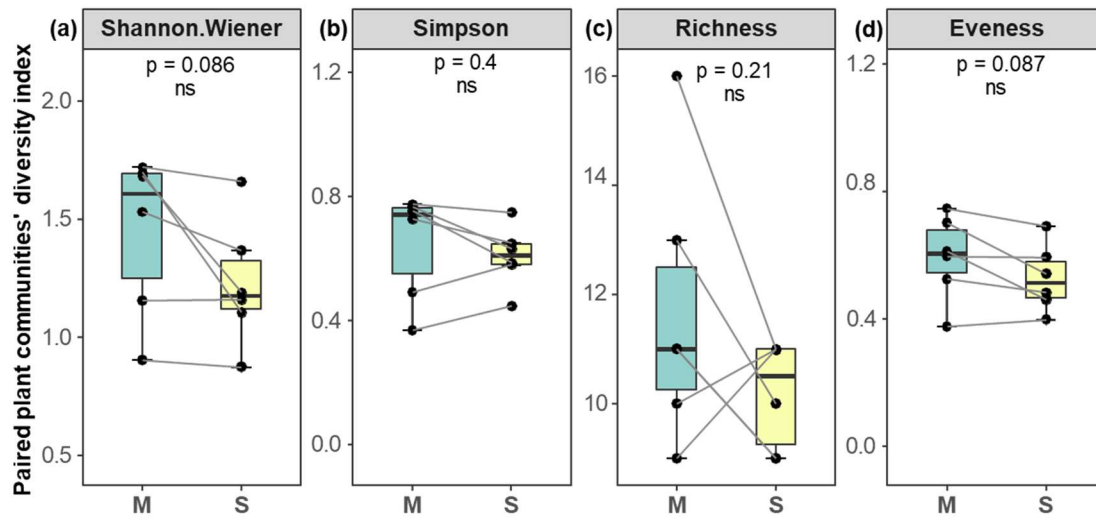 Paired plant communities' diversity index
(a) Shannon.Wiener
p = 0.086
ns
2.0
1.5
1.0
0.5
M S
(b) Simpson
p = 0.4
ns
1.2
0.8
0.4
0.0
M S
(c) Richness
p = 0.21
ns
16
14
12
10
M S
(d) Eveness
p = 0.087
ns
1.2
0.8
0.4
0.0
M S